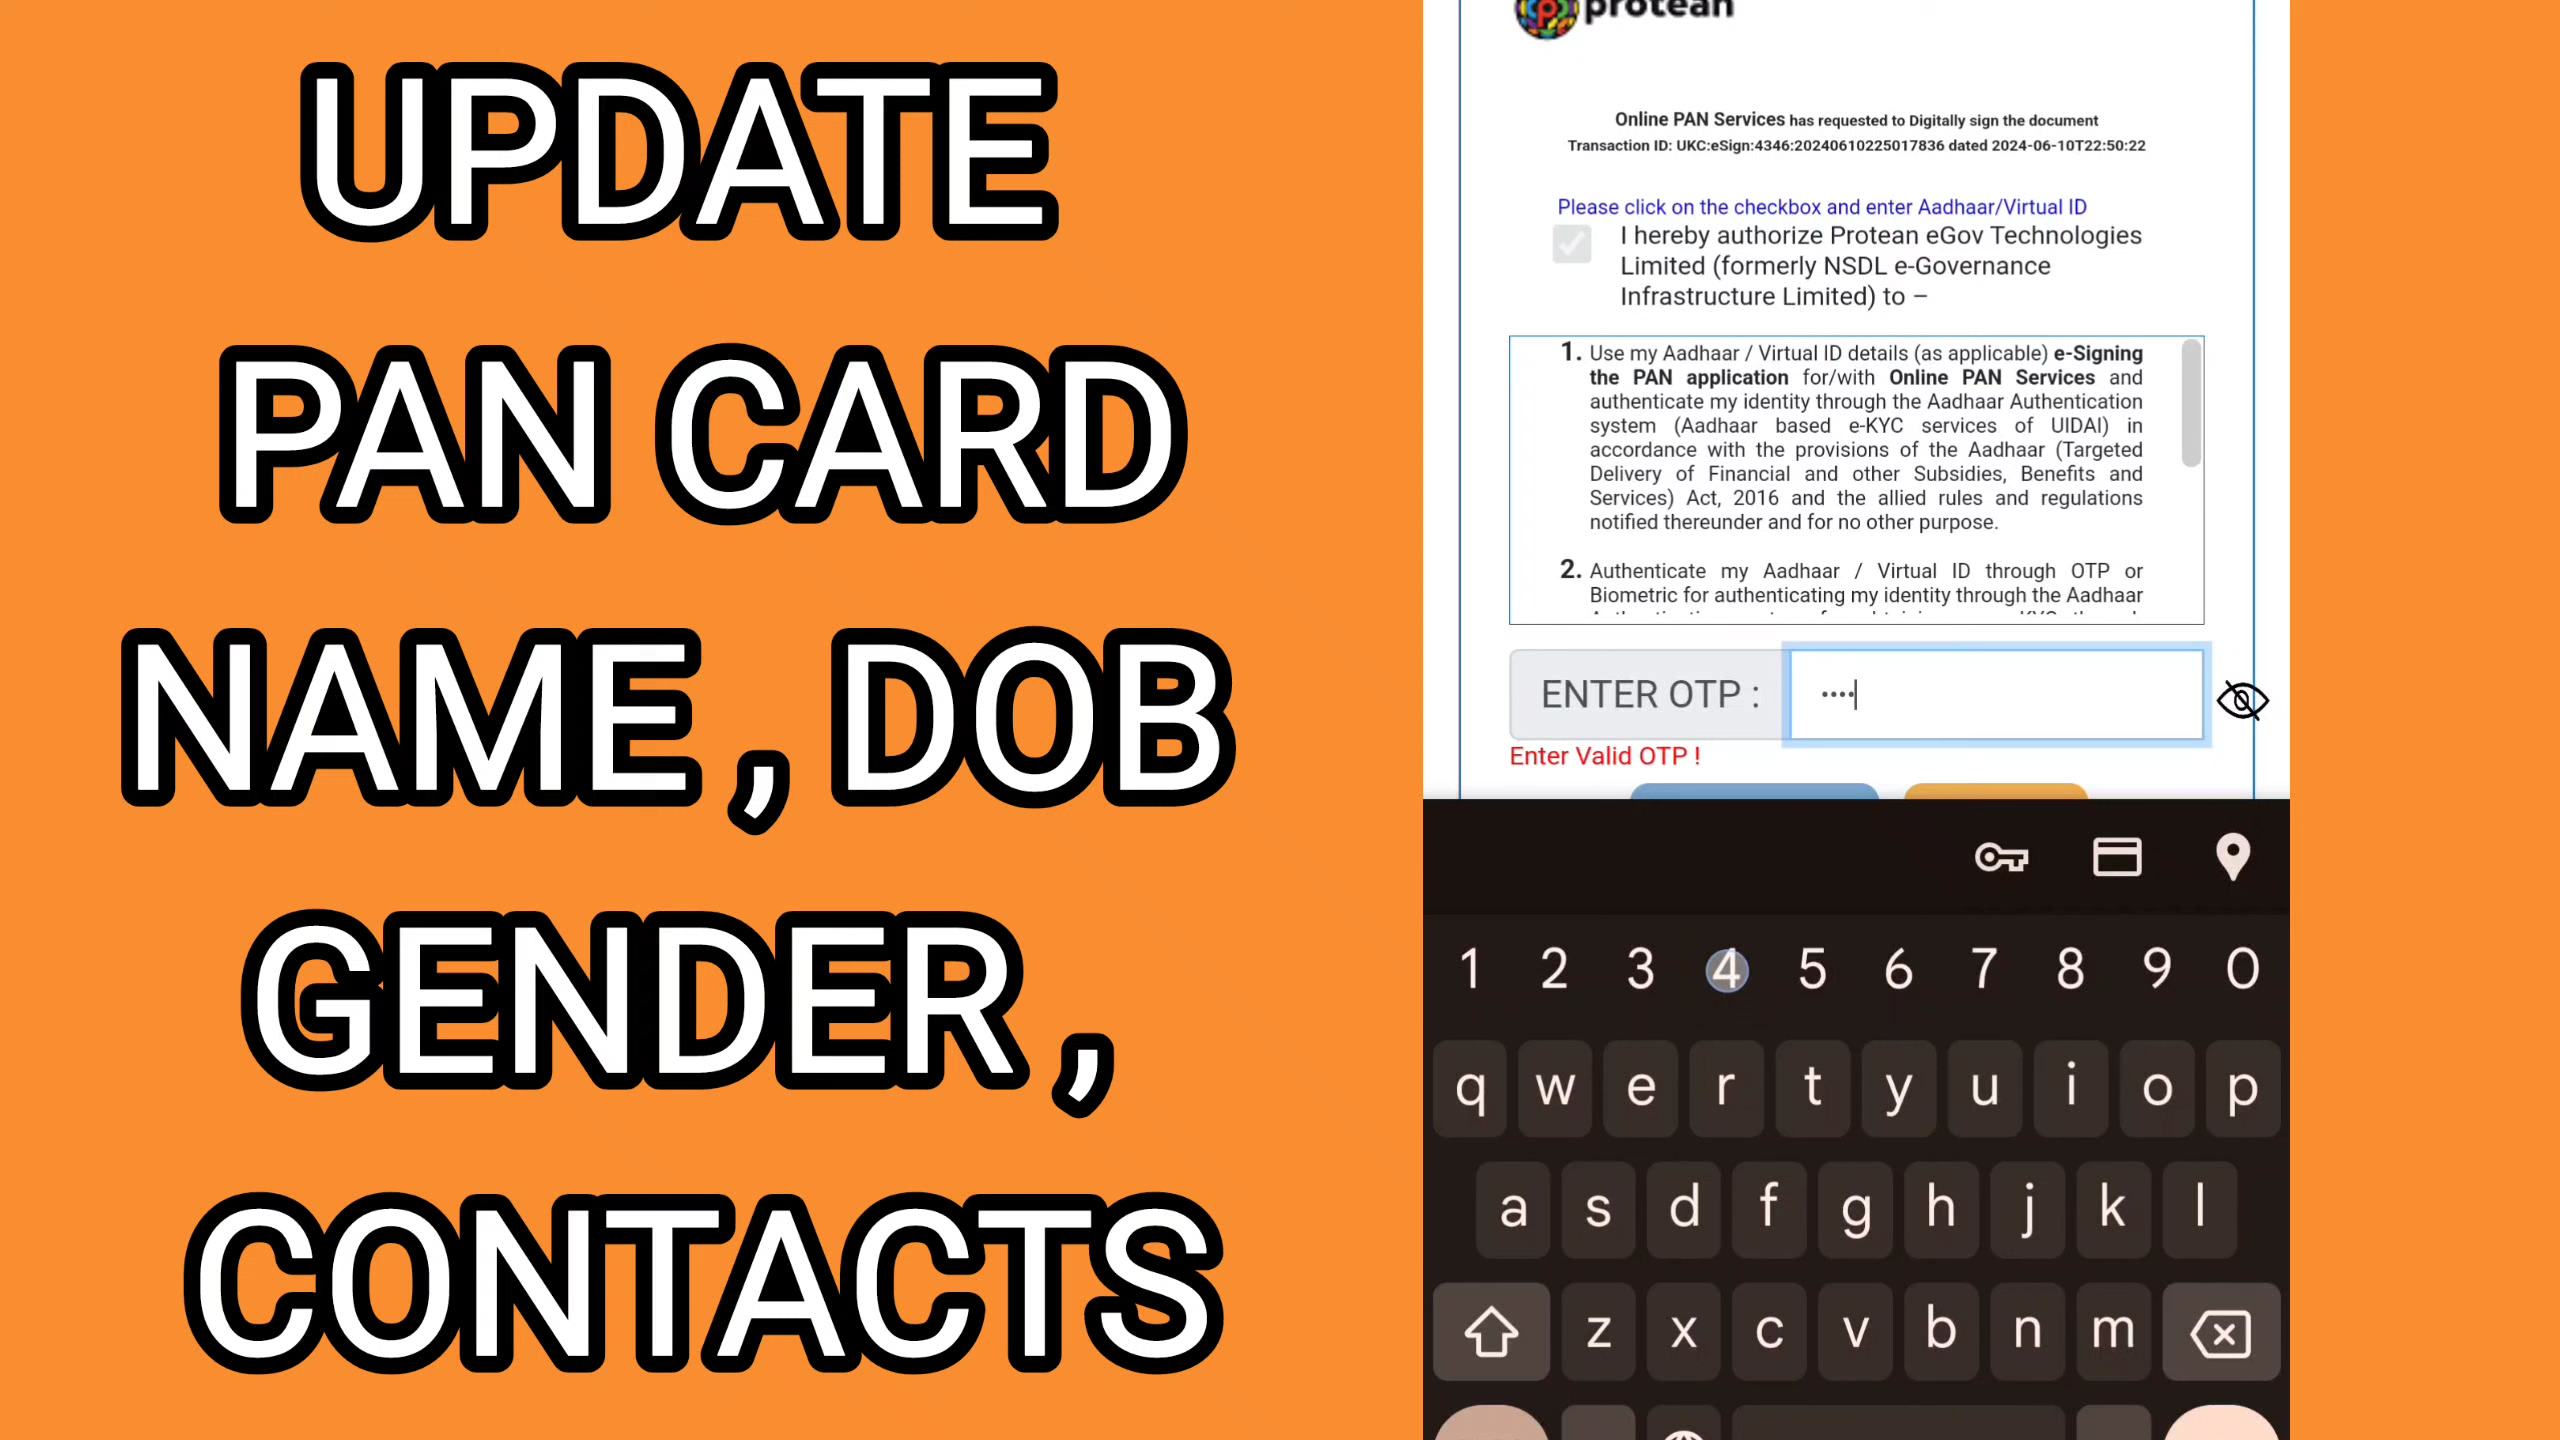 UPDATE
PAN CARD
NAME , DOB
GENDER ,
CONTACTS
protean
Online PAN Services has requested to Digitally sign the document
Transaction ID: UKC:eSign:4346:20240610225017836 dated 2024-06-10T22:50:22
Please click on the checkbox and enter Aadhaar/Virtual ID
I hereby authorize Protean eGov Technologies
Limited (formerly NSDL e-Governance
Infrastructure Limited) to –
1. Use my Aadhaar / Virtual ID details (as applicable) e-Signing
the PAN application for/with Online PAN Services and
authenticate my identity through the Aadhaar Authentication
system (Aadhaar based e-KYC services of UIDAI) in
accordance with the provisions of the Aadhaar (Targeted
Delivery of Financial and other Subsidies, Benefits and
Services) Act, 2016 and the allied rules and regulations
notified thereunder and for no other purpose.
2. Authenticate my Aadhaar / Virtual ID through OTP or
Biometric for authenticating my identity through the Aadhaar
ENTER OTP :
Enter Valid OTP !
1 2 3 4 5 6 7 8 9 0
q w e r t y u i o p
a s d f g h j k l
z x c v b n m